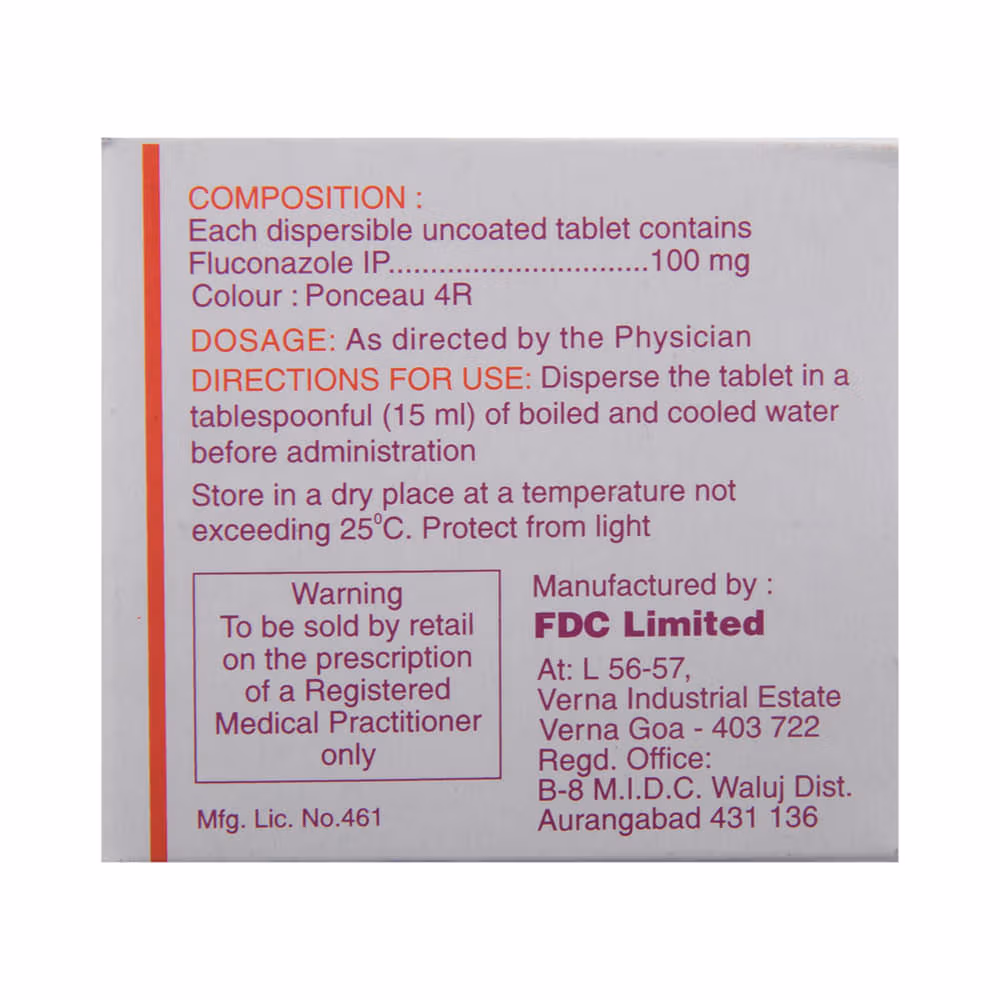 COMPOSITION :
Each dispersible uncoated tablet contains
Fluconazole IP...............................100 mg
Colour : Ponceau 4R
DOSAGE: As directed by the Physician
DIRECTIONS FOR USE: Disperse the tablet in a
tablespoonful (15 ml) of boiled and cooled water
before administration
Store in a dry place at a temperature not
exceeding 25⁰C. Protect from light
Warning
To be sold by retail
on the prescription
of a Registered
Medical Practitioner
only
Mfg. Lic. No.461
Manufactured by :
FDC Limited
At: L 56-57,
Verna Industrial Estate
Verna Goa - 403 722
Regd. Office:
B-8 M.I.D.C. Waluj Dist.
Aurangabad 431 136